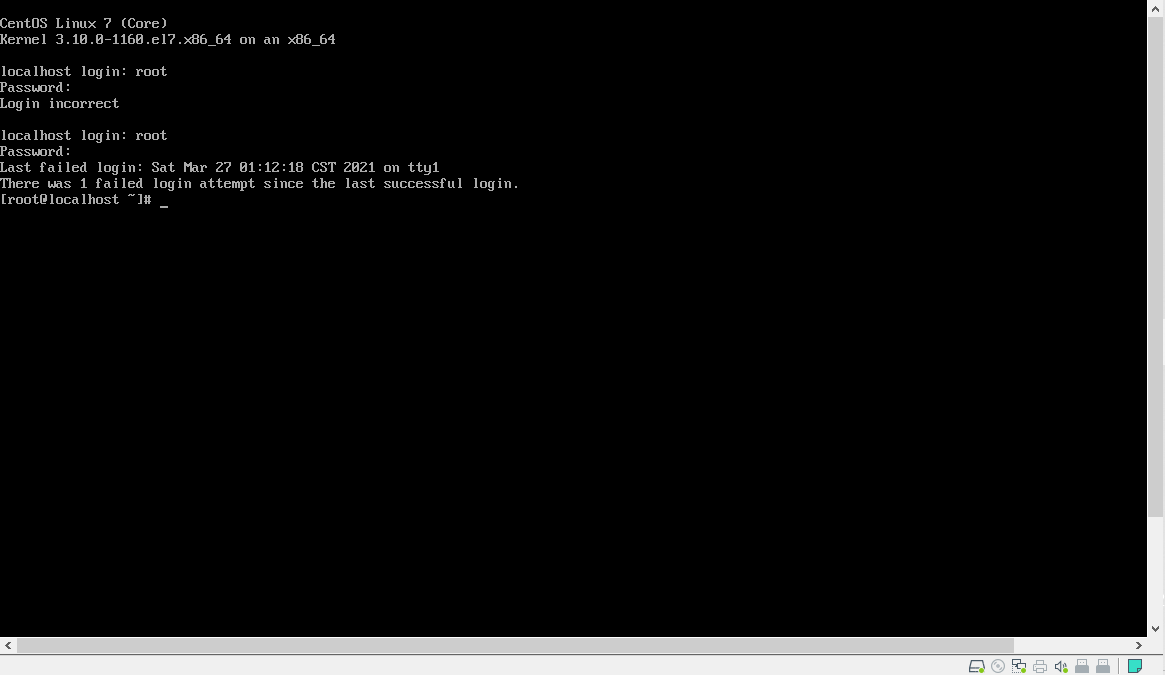 CentOS Linux 7 (Core)
Kernel 3.10.0-1160.el7.x86_64 on an x86_64
localhost login: root
Password:
Login incorrect
localhost login: root
Password:
Last failed login: Sat Mar 27 01:12:18 CST 2021 on tty1
There was 1 failed login attempt since the last successful login.
[root@localhost ~]# _